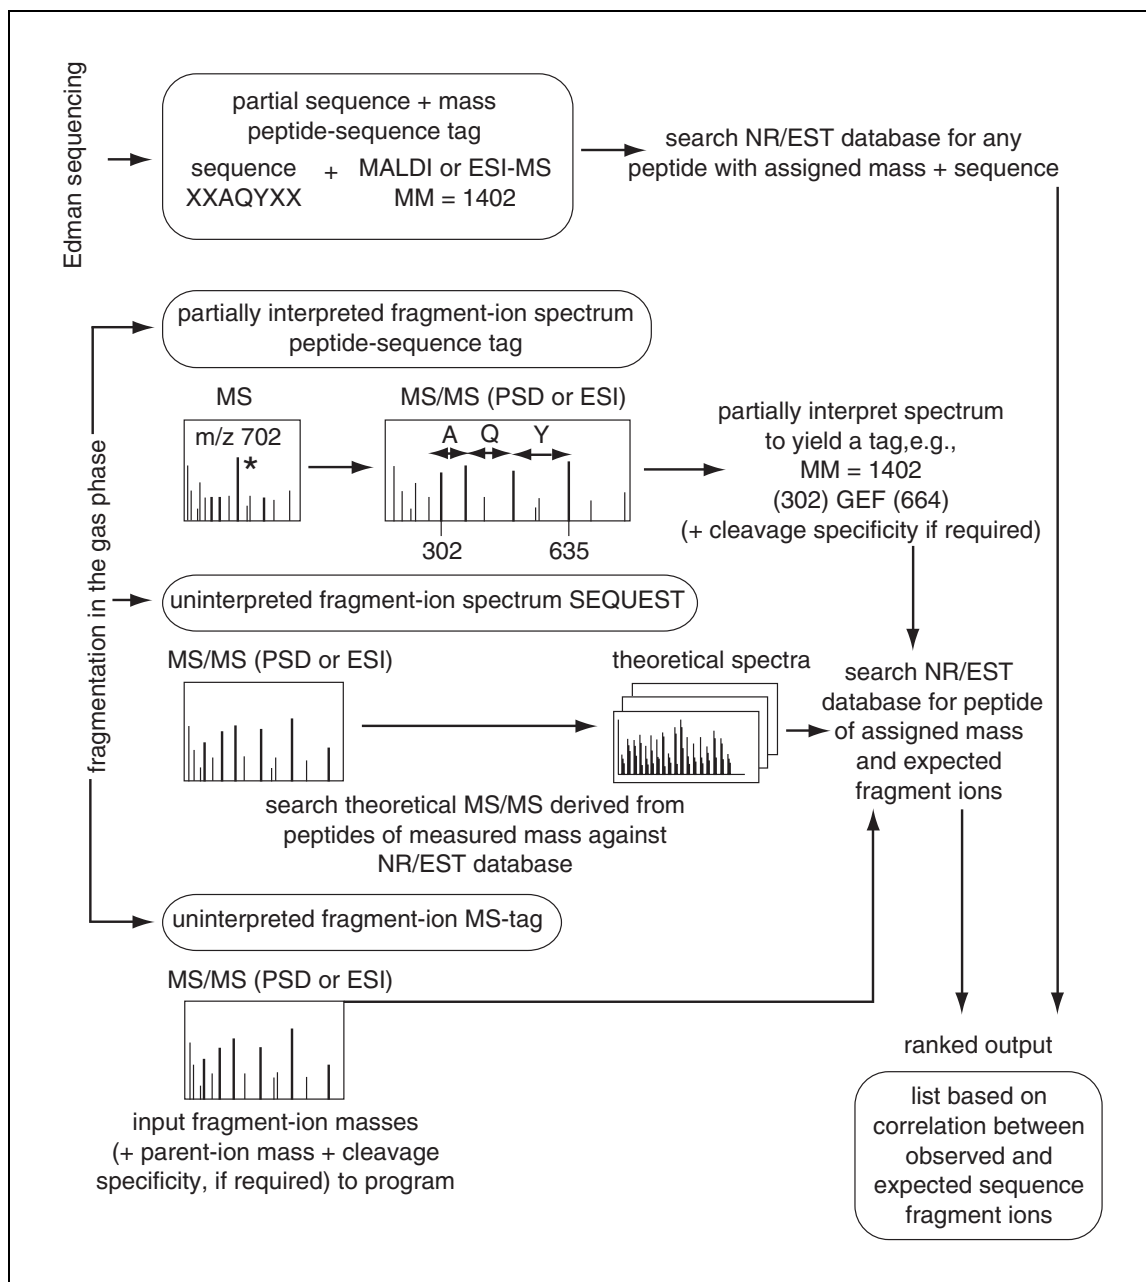 Edman sequencing
partial sequence + mass
peptide-sequence tag
sequence + MALDI or ESI-MS
XXAQYXX MM = 1402
search NR/EST database for any
peptide with assigned mass + sequence
fragmentation in the gas phase
partially interpreted fragment-ion spectrum
peptide-sequence tag
MS
m/z 702
*
MS/MS (PSD or ESI)
A Q Y
302 635
partially interpret spectrum
to yield a tag,e.g.,
MM = 1402
(302) GEF (664)
(+ cleavage specificity if required)
uninterpreted fragment-ion spectrum SEQUEST
MS/MS (PSD or ESI)
theoretical spectra
search theoretical MS/MS derived from
peptides of measured mass against
NR/EST database
search NR/EST
database for peptide
of assigned mass
and expected
fragment ions
uninterpreted fragment-ion MS-tag
MS/MS (PSD or ESI)
input fragment-ion masses
(+ parent-ion mass + cleavage
specificity, if required) to program
ranked output
list based on
correlation between
observed and
expected sequence
fragment ions